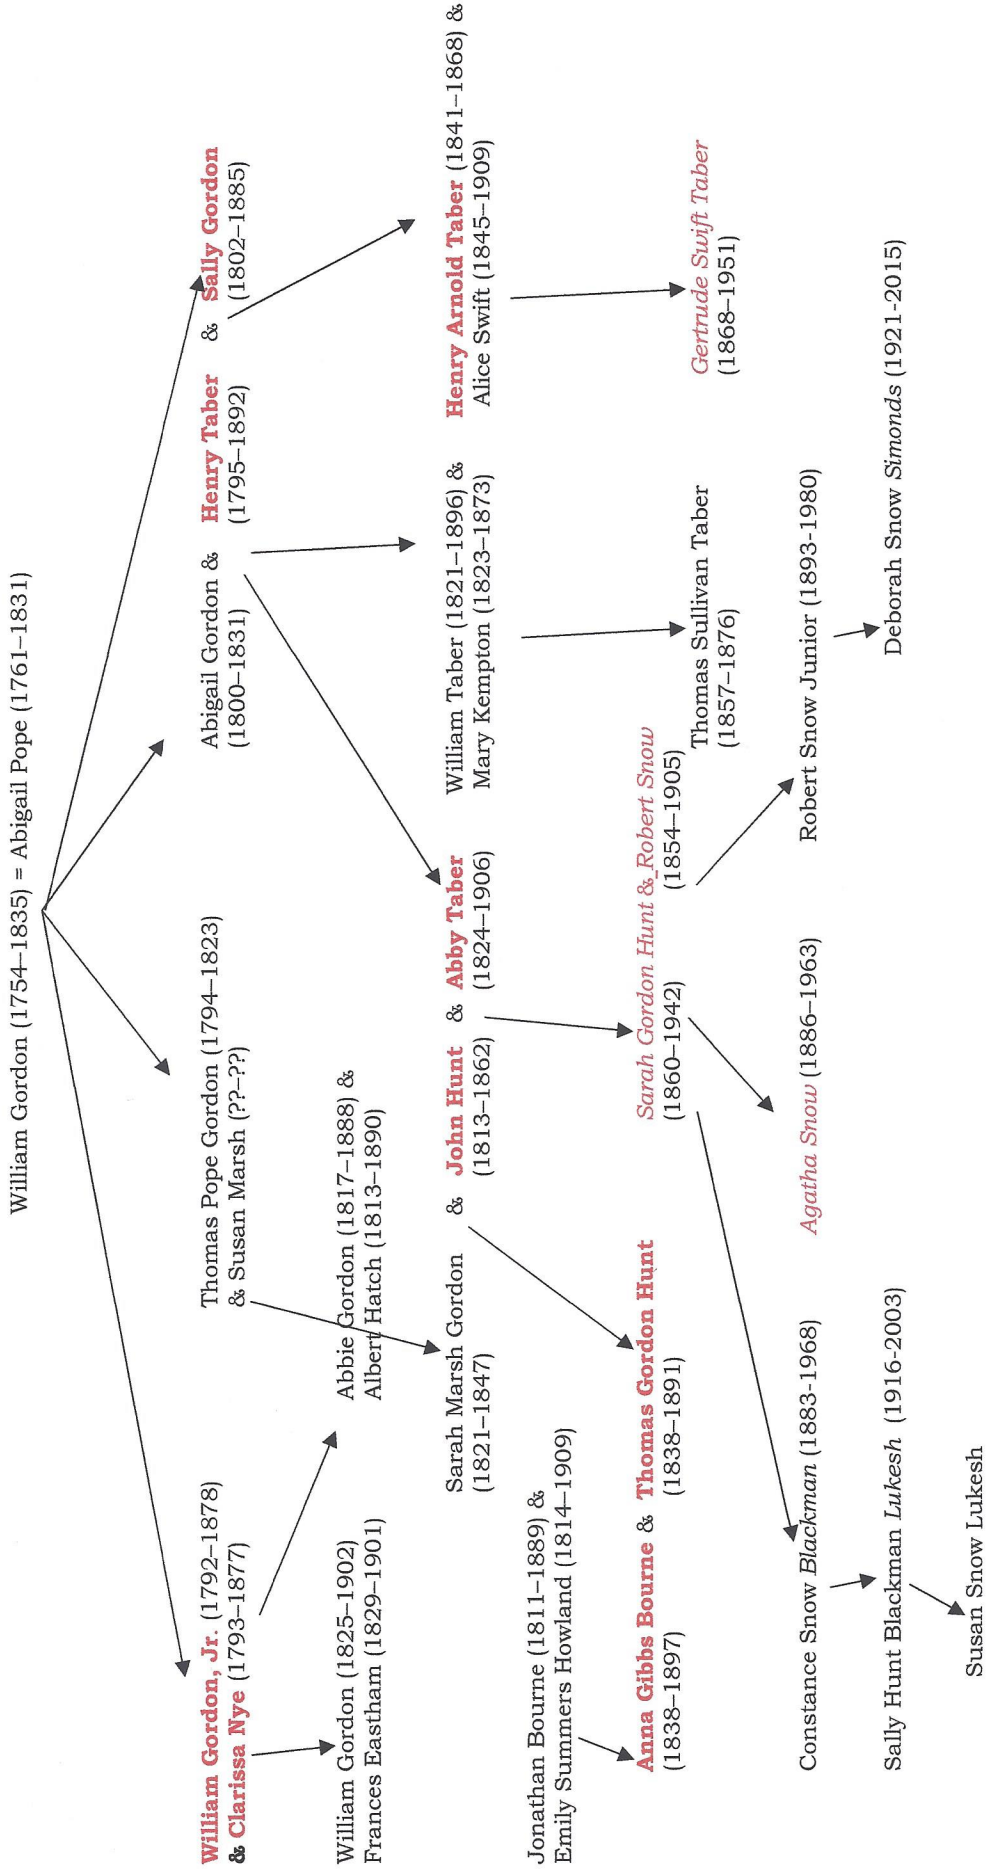 William Gordon (1754–1835) = Abigail Pope (1761–1831)
William Gordon, Jr. (1792–1878)
& Clarissa Nye (1793–1877)
Thomas Pope Gordon (1794–1823)
& Susan Marsh (??–??)
Abigail Gordon & Henry Taber & Sally Gordon
(1800–1831) (1795–1892) (1802–1885)
William Gordon (1825–1902)
Frances Eastham (1829–1901)
Abbie Gordon (1817–1888) &
Albert Hatch (1813–1890)
Sarah Marsh Gordon & John Hunt & Abby Taber
(1821–1847) (1813–1862) (1824–1906)
William Taber (1821–1896) &
Mary Kempton (1823–1873)
Henry Arnold Taber (1841–1868) &
Alice Swift (1845–1909)
Jonathan Bourne (1811–1889) &
Emily Summers Howland (1814–1909)
Anna Gibbs Bourne & Thomas Gordon Hunt
(1838–1897) (1838–1891)
Sarah Gordon Hunt & Robert Snow
(1860–1942) (1854–1905)
Thomas Sullivan Taber
(1857–1876)
Gertrude Swift Taber
(1868–1951)
Constance Snow Blackman (1883-1968)
Agatha Snow (1886–1963)
Robert Snow Junior (1893-1980)
Sally Hunt Blackman Lukesh (1916-2003)
Deborah Snow Simonds (1921-2015)
Susan Snow Lukesh